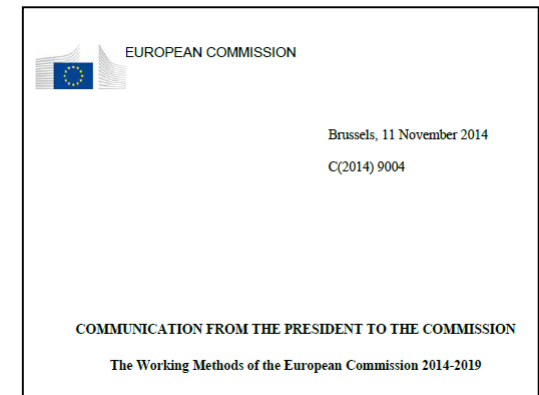 EUROPEAN COMMISSION
Brussels, 11 November 2014
C(2014) 9004
COMMUNICATION FROM THE PRESIDENT TO THE COMMISSION
The Working Methods of the European Commission 2014-2019